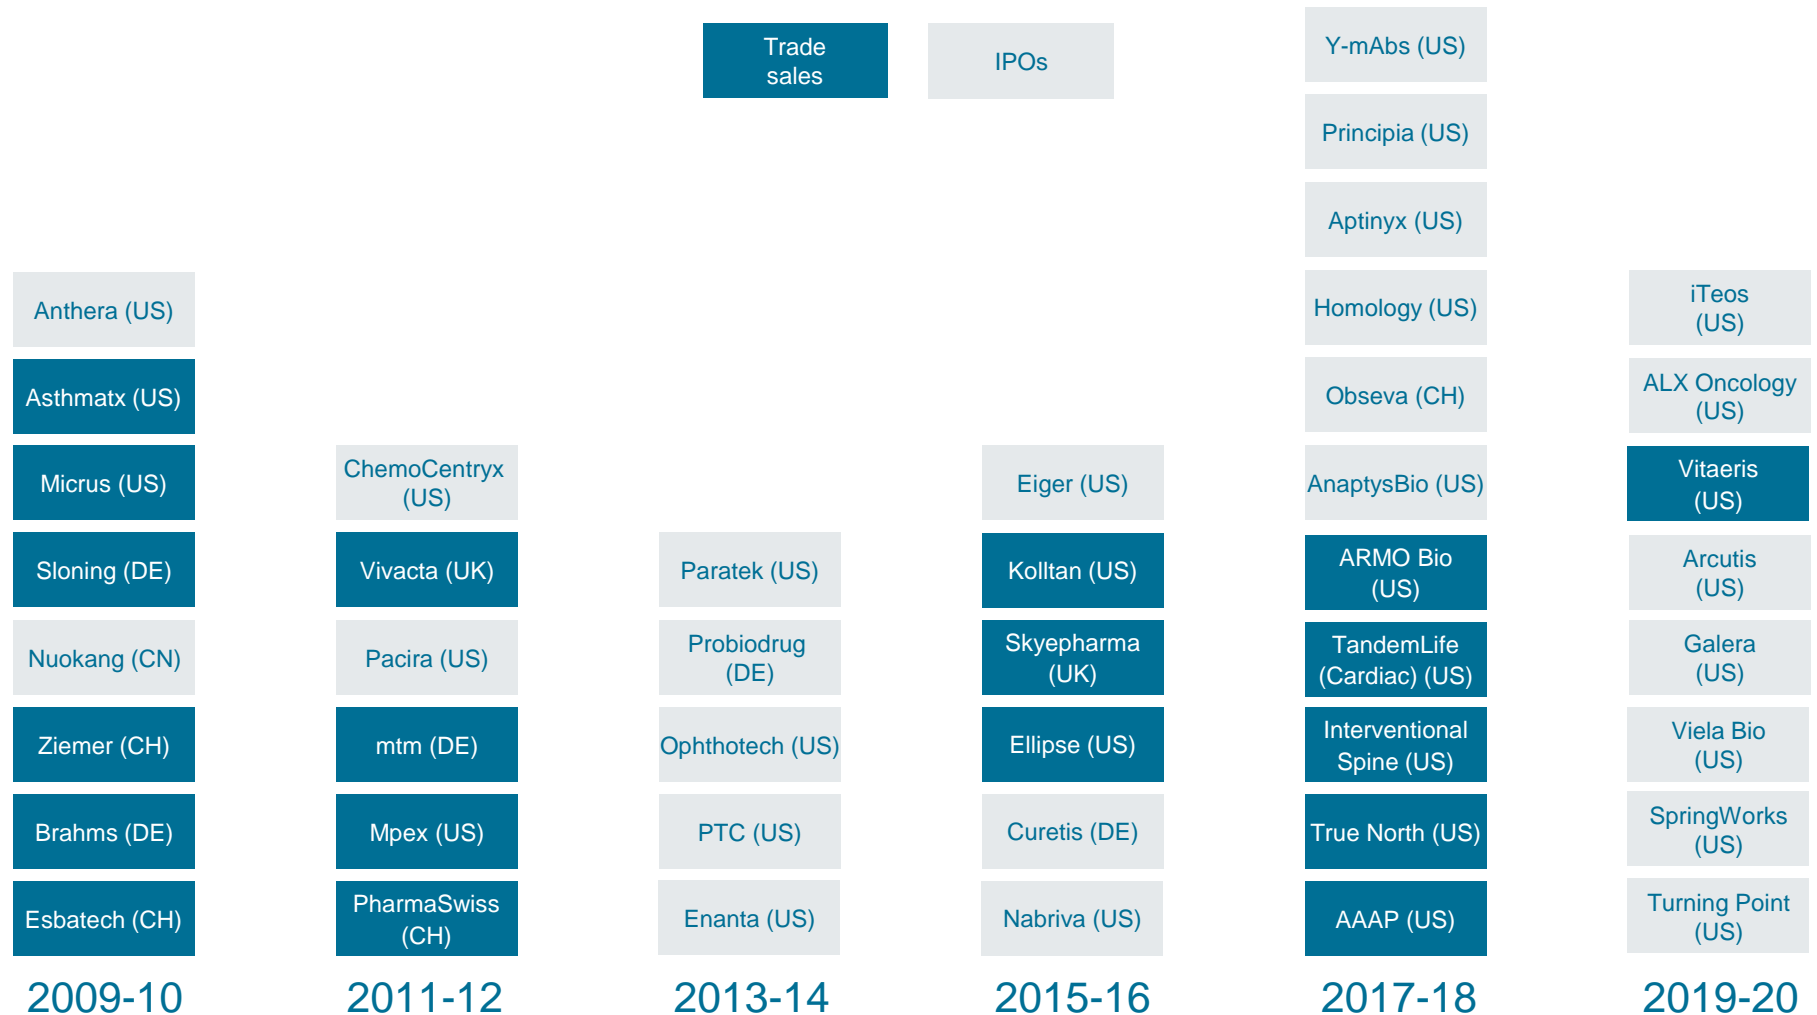 Trade
sales
IPOs
Anthera (US)
Asthmatx (US)
Micrus (US)
Sloning (DE)
Nuokang (CN)
Ziemer (CH)
Brahms (DE)
Esbatech (CH)
2009-10
ChemoCentryx
(US)
Vivacta (UK)
Pacira (US)
mtm (DE)
Mpex (US)
PharmaSwiss
(CH)
2011-12
Paratek (US)
Probiodrug
(DE)
Ophthotech (US)
PTC (US)
Enanta (US)
2013-14
Eiger (US)
Kolltan (US)
Skyepharma
(UK)
Ellipse (US)
Curetis (DE)
Nabriva (US)
2015-16
Y-mAbs (US)
Principia (US)
Aptinyx (US)
Homology (US)
Obseva (CH)
AnaptysBio (US)
ARMO Bio
(US)
TandemLife
(Cardiac) (US)
Interventional
Spine (US)
True North (US)
AAAP (US)
2017-18
iTeos
(US)
ALX Oncology
(US)
Vitaeris
(US)
Arcutis
(US)
Galera
(US)
Viela Bio
(US)
SpringWorks
(US)
Turning Point
(US)
2019-20